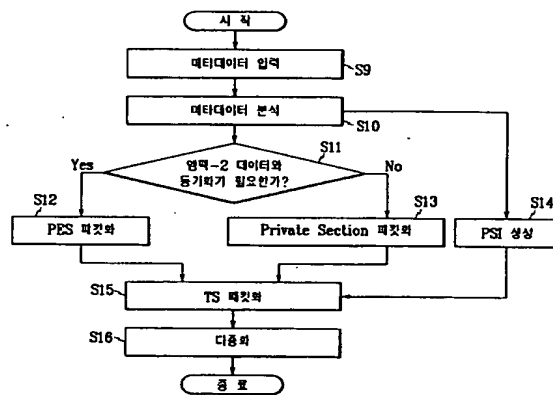 시 작
메타데이터 입력
S9
메타데이터 분석
S10
엠펙-2 데이터와
동기화가 필요한가?
S11
Yes
No
S12
PES 패킷화
S13
Private Section 패킷화
S14
PSI 생성
S15
TS 패킷화
S16
다중화
종 료